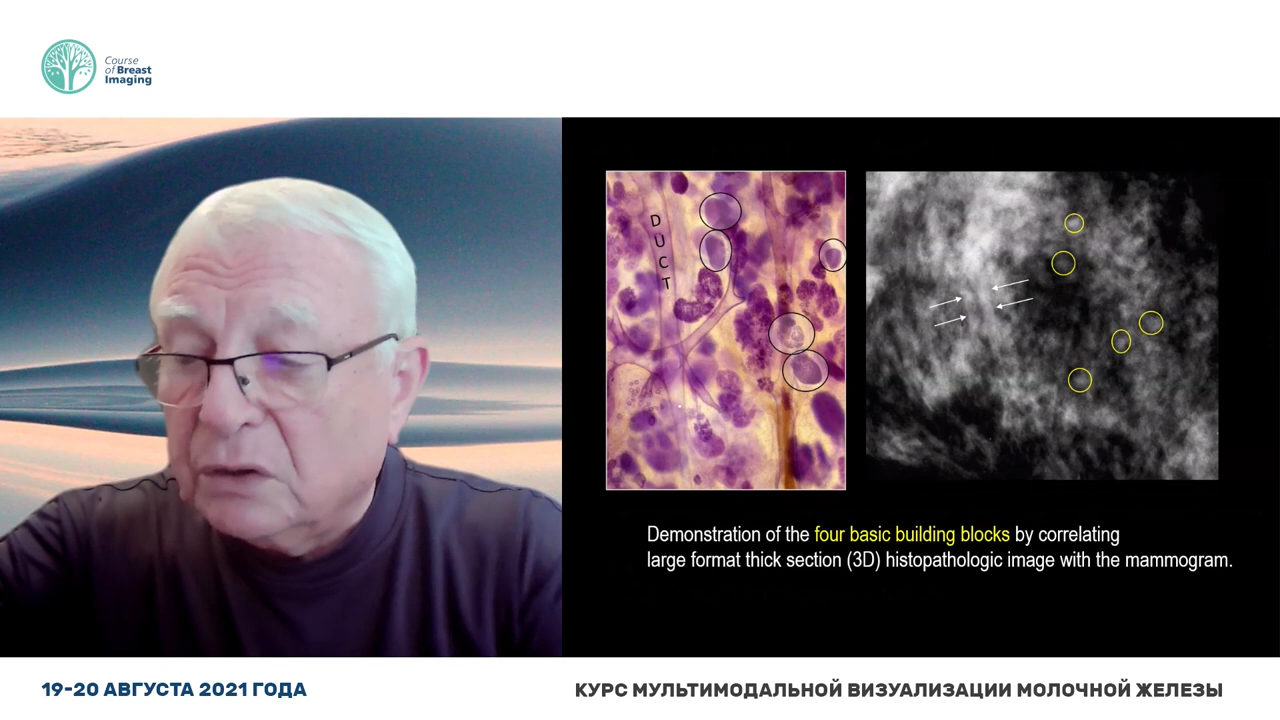 Course
of Breast
Imaging
DUCT
Demonstration of the four basic building blocks by correlating
large format thick section (3D) histopathologic image with the mammogram.
19-20 АВГУСТА 2021 ГОДА
КУРС МУЛЬТИМОДАЛЬНОЙ ВИЗУАЛИЗАЦИИ МОЛОЧНОЙ ЖЕЛЕЗЫ